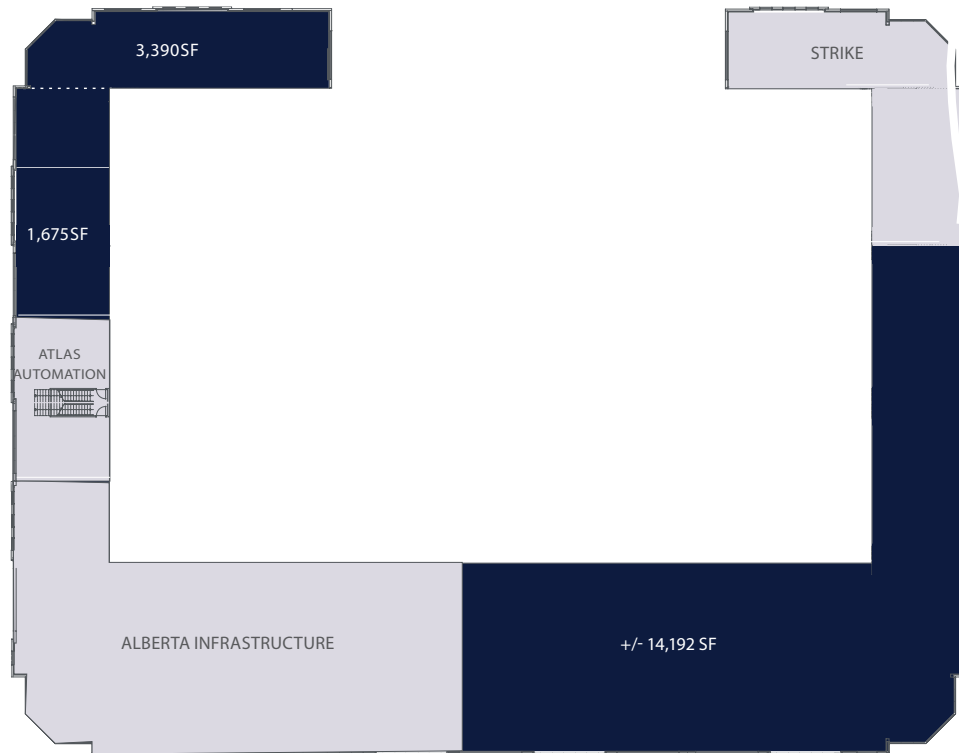 3,390SF
STRIKE
1,675SF
ATLAS
AUTOMATION
ALBERTA INFRASTRUCTURE
+/- 14,192 SF